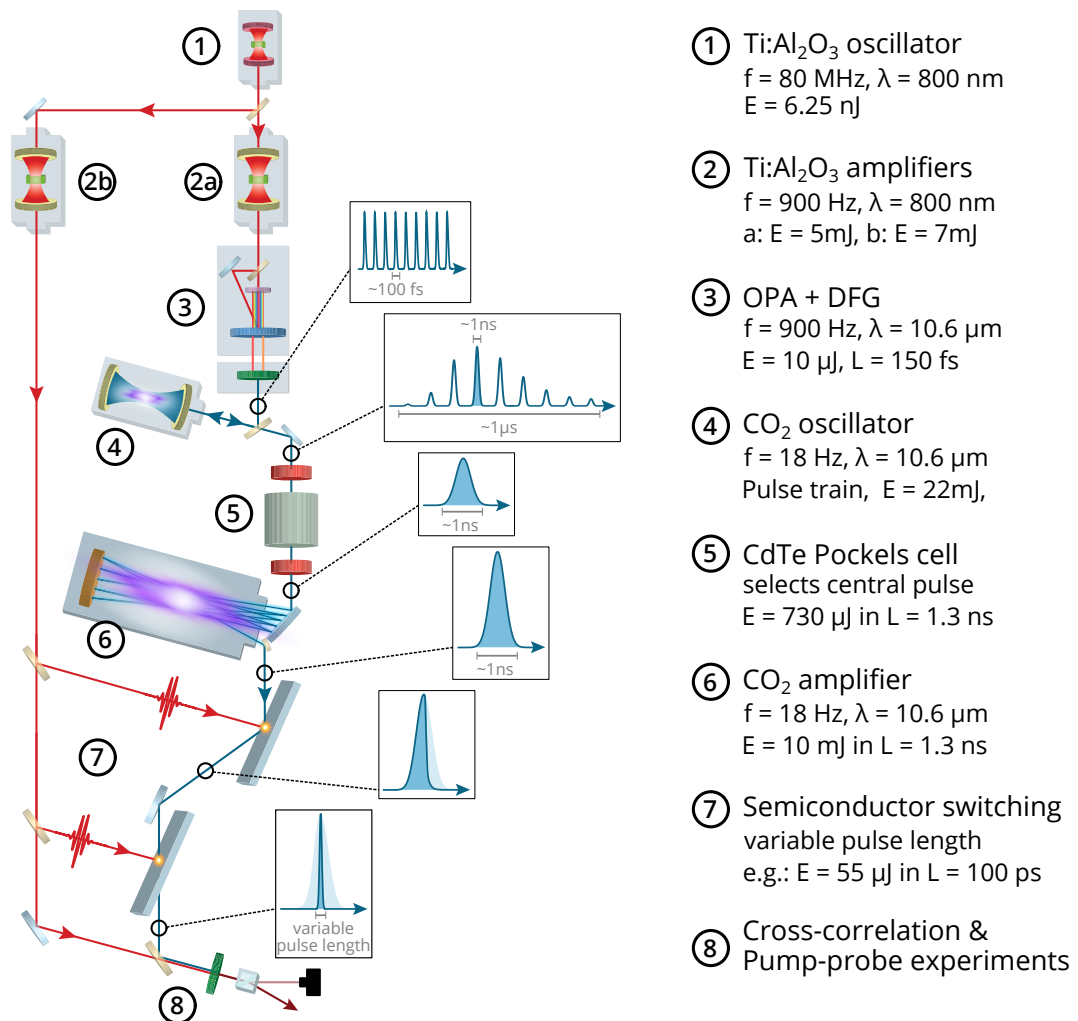 1
2b
2a
3
~100 fs
~1ns
~1μs
4
5
~1ns
6
~1ns
7
variable
pulse length
8
1 Ti:Al₂O₃ oscillator
f = 80 MHz, λ = 800 nm
E = 6.25 nJ
2 Ti:Al₂O₃ amplifiers
f = 900 Hz, λ = 800 nm
a: E = 5mJ, b: E = 7mJ
3 OPA + DFG
f = 900 Hz, λ = 10.6 μm
E = 10 μJ, L = 150 fs
4 CO₂ oscillator
f = 18 Hz, λ = 10.6 μm
Pulse train, E = 22mJ,
5 CdTe Pockels cell
selects central pulse
E = 730 μJ in L = 1.3 ns
6 CO₂ amplifier
f = 18 Hz, λ = 10.6 μm
E = 10 mJ in L = 1.3 ns
7 Semiconductor switching
variable pulse length
e.g.: E = 55 μJ in L = 100 ps
8 Cross-correlation &
Pump-probe experiments